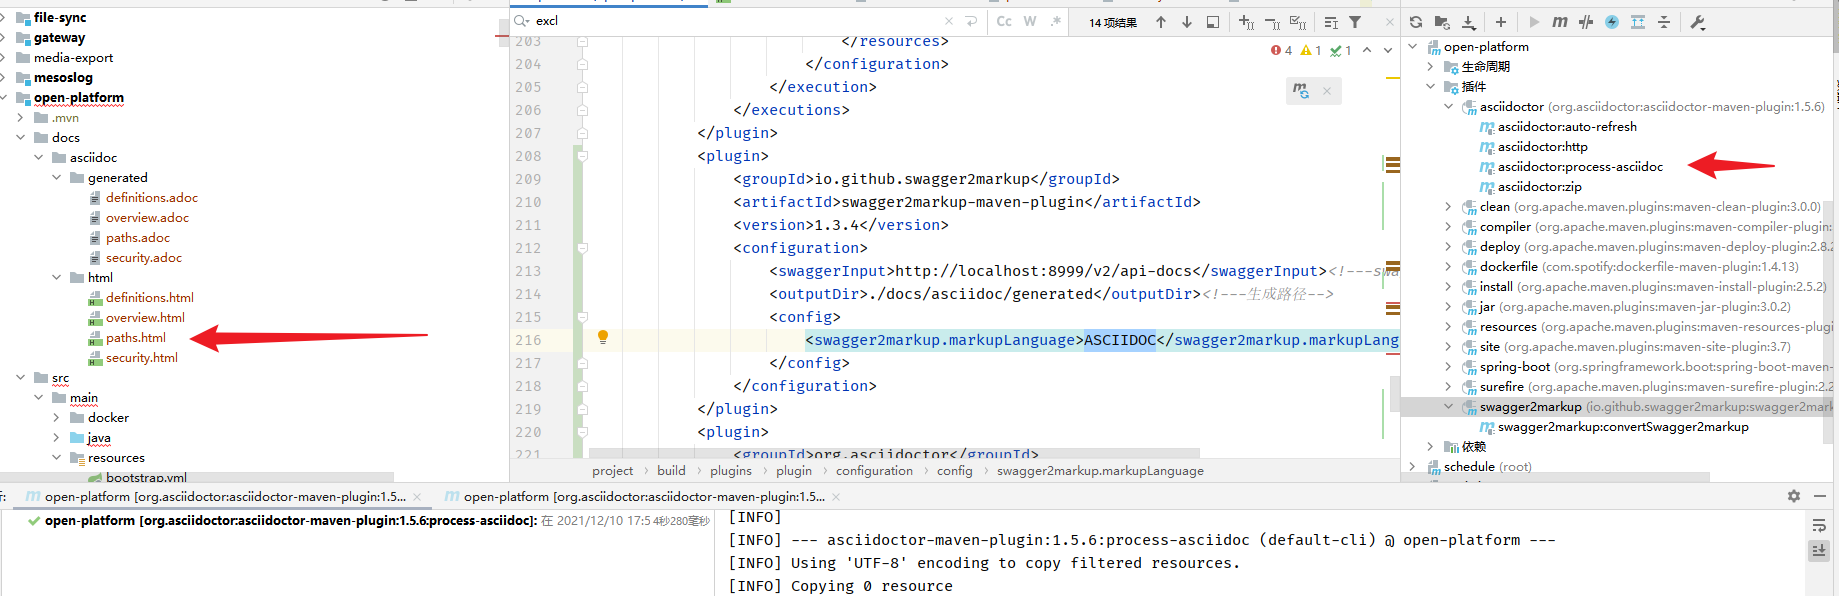 file-sync
gateway
media-export
mesoslog
open-platform
.mvn
docs
asciidoc
generated
definitions.adoc
overview.adoc
paths.adoc
security.adoc
html
definitions.html
overview.html
paths.html
security.html
src
main
docker
java
resources
bootstrap.yml
excl
Cc W .* 14 项结果
4 1 1
203 </resources>
204 </configuration>
205 </execution>
206 </executions>
207 </plugin>
208 <plugin>
209 <groupId>io.github.swagger2markup</groupId>
210 <artifactId>swagger2markup-maven-plugin</artifactId>
211 <version>1.3.4</version>
212 <configuration>
213 <swaggerInput>http://localhost:8999/v2/api-docs</swaggerInput><!---swa
214 <outputDir>./docs/asciidoc/generated</outputDir><!---生成路径-->
215 <config>
216 <swagger2markup.markupLanguage>ASCIIDOC</swagger2markup.markupLang
217 </config>
218 </configuration>
219 </plugin>
220 <plugin>
221 <groupId>org.asciidoctor</groupId>
project › build › plugins › plugin › configuration › config › swagger2markup.markupLanguage
open-platform
生命周期
插件
asciidoctor (org.asciidoctor:asciidoctor-maven-plugin:1.5.6)
asciidoctor:auto-refresh
asciidoctor:http
asciidoctor:process-asciidoc
asciidoctor:zip
clean (org.apache.maven.plugins:maven-clean-plugin:3.0.0)
compiler (org.apache.maven.plugins:maven-compiler-plugin:
deploy (org.apache.maven.plugins:maven-deploy-plugin:2.8.2
dockerfile (com.spotify:dockerfile-maven-plugin:1.4.13)
install (org.apache.maven.plugins:maven-install-plugin:2.5.2)
jar (org.apache.maven.plugins:maven-jar-plugin:3.0.2)
resources (org.apache.maven.plugins:maven-resources-plugi
site (org.apache.maven.plugins:maven-site-plugin:3.7)
spring-boot (org.springframework.boot:spring-boot-maven-
surefire (org.apache.maven.plugins:maven-surefire-plugin:2.2
swagger2markup (io.github.swagger2markup:swagger2mark
swagger2markup:convertSwagger2markup
依赖
schedule (root)
open-platform [org.asciidoctor:asciidoctor-maven-plugin:1.5... × open-platform [org.asciidoctor:asciidoctor-maven-plugin:1.5... ×
open-platform [org.asciidoctor:asciidoctor-maven-plugin:1.5.6:process-asciidoc]: 在 2021/12/10 17:5 4秒280毫秒
[INFO]
[INFO] --- asciidoctor-maven-plugin:1.5.6:process-asciidoc (default-cli) @ open-platform ---
[INFO] Using 'UTF-8' encoding to copy filtered resources.
[INFO] Copying 0 resource